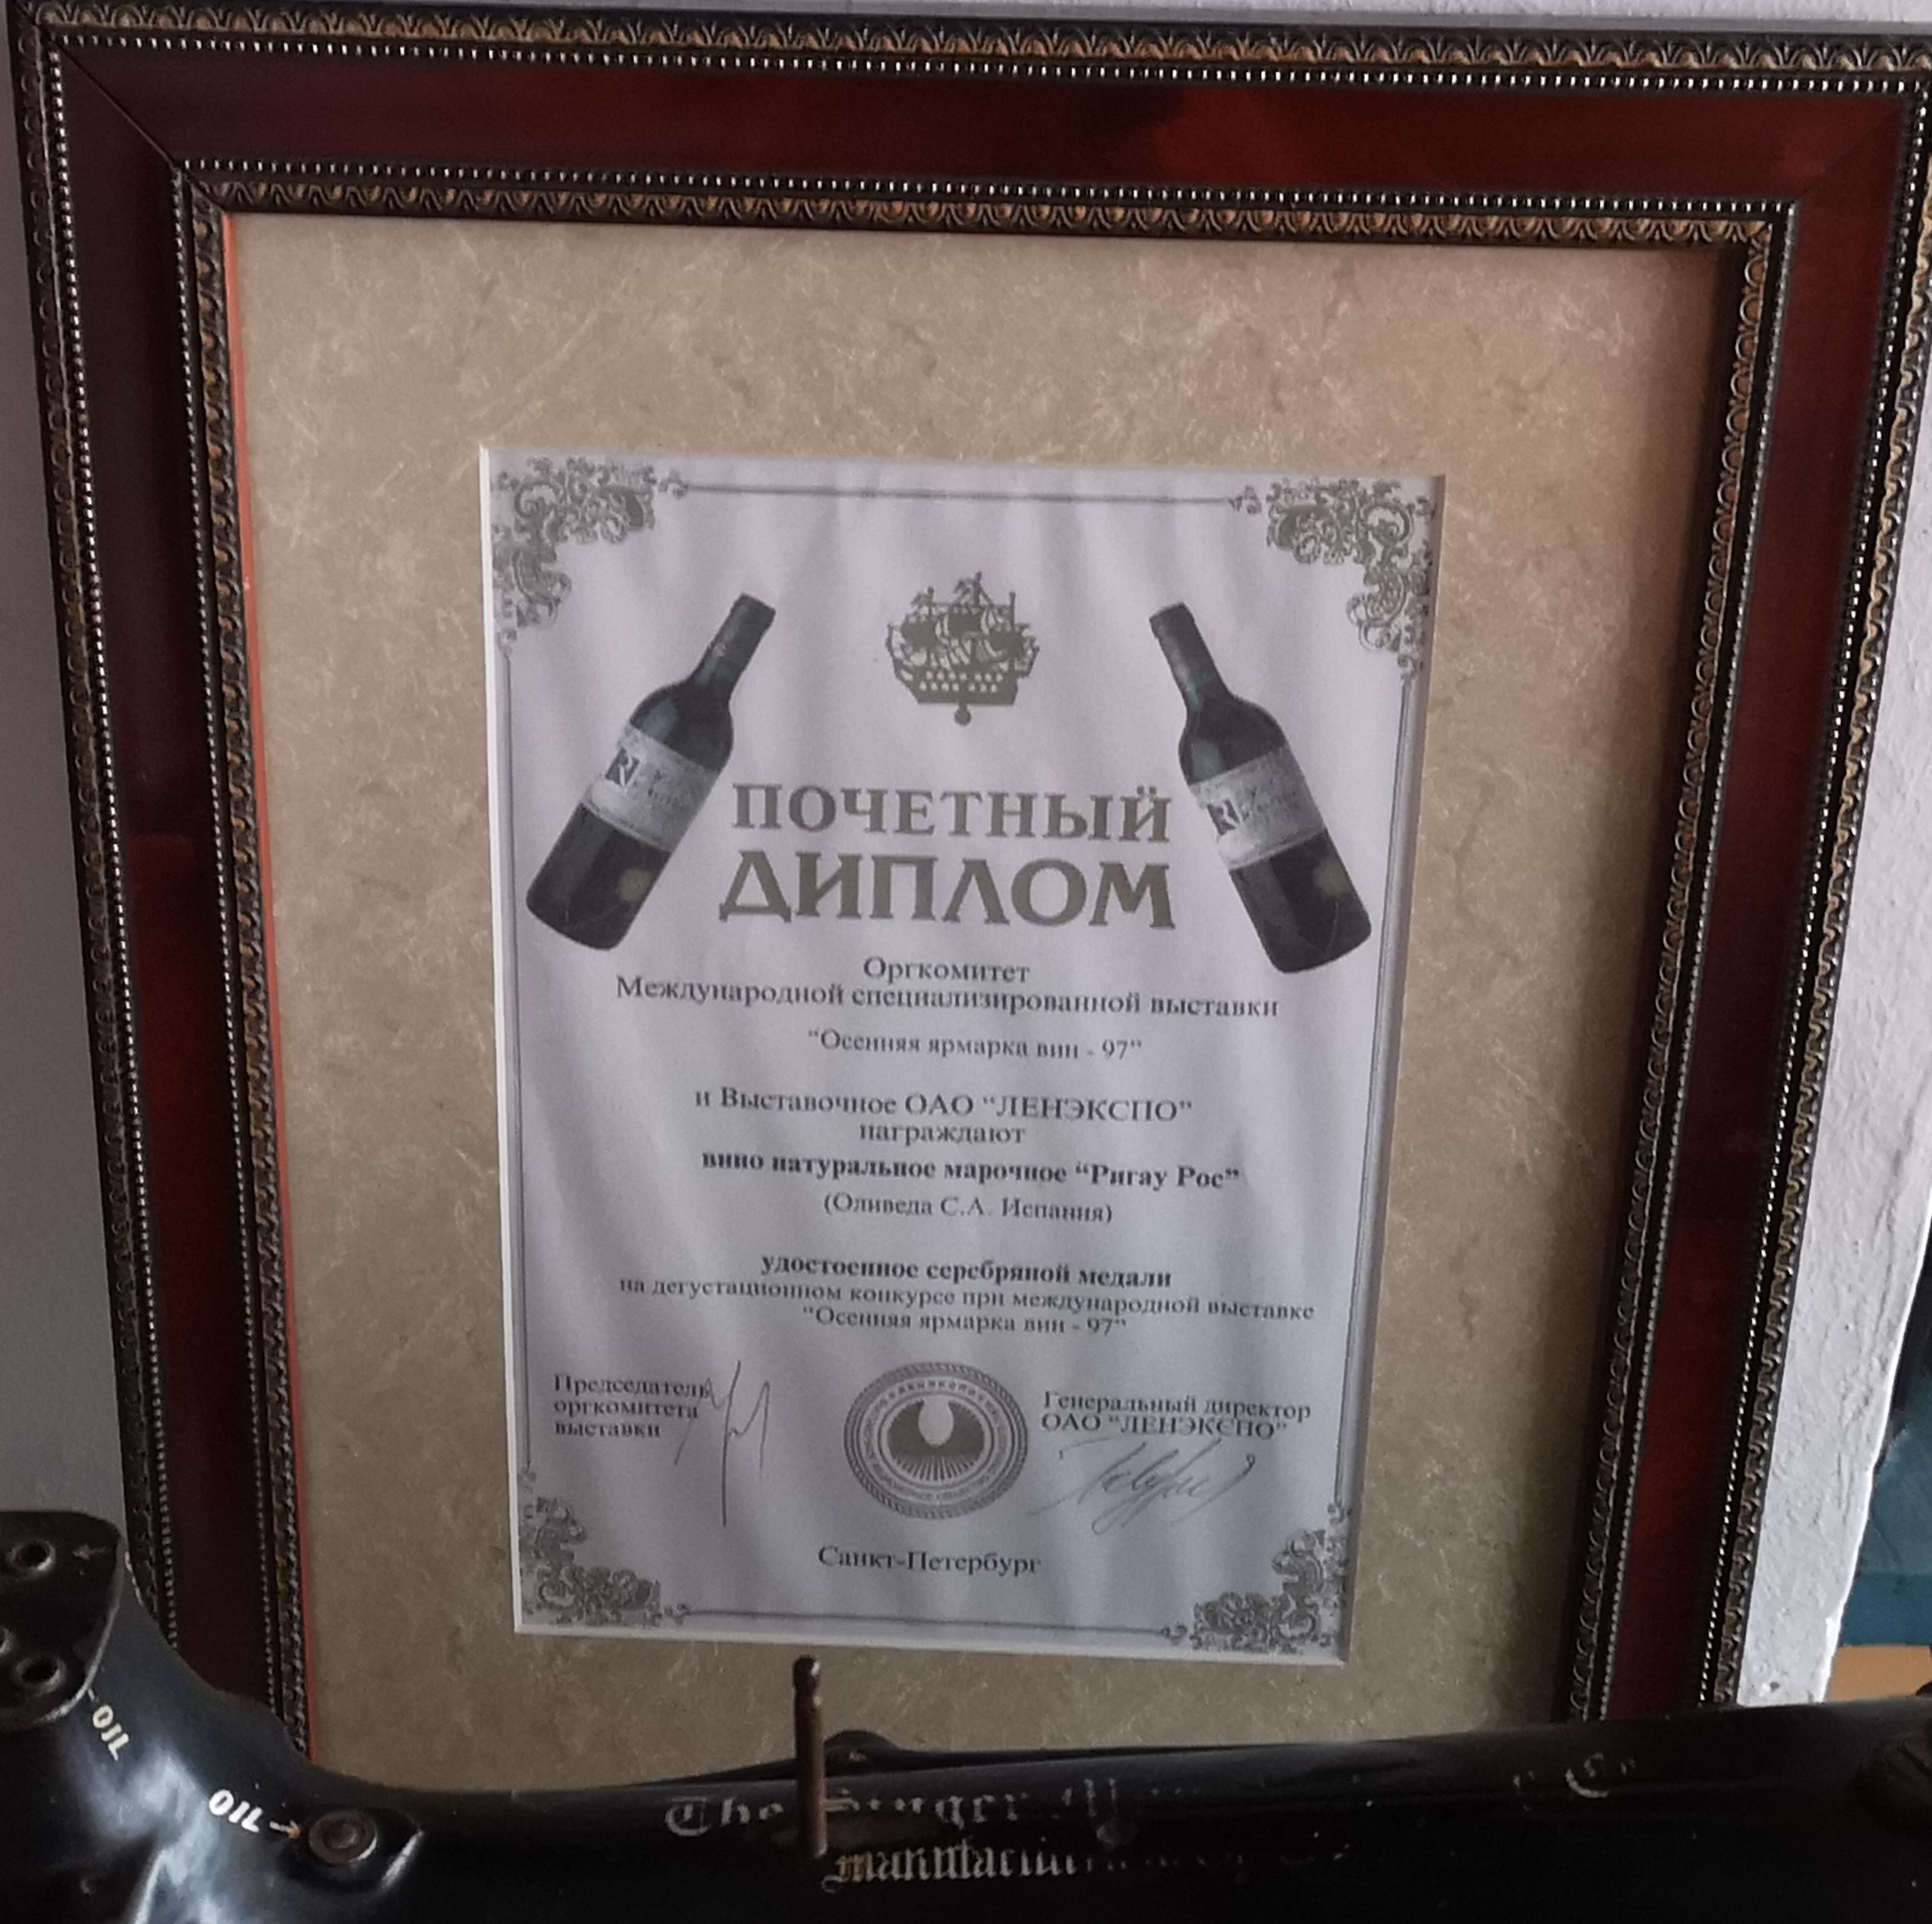 ПОЧЕТНЫЙ
ДИПЛОМ
Оргкомитет
Международной специализированной выставки
“Осенняя ярмарка вин - 97”
и Выставочное ОАО “ЛЕНЭКСПО”
награждают
вино натуральное марочное “Ригау Рос”
(Оливеда С.А. Испания)
удостоенное серебряной медали
на дегустационном конкурсе при международной выставке
“Осенняя ярмарка вин - 97”
Председатель
оргкомитета
выставки
Генеральный директор
ОАО “ЛЕНЭКСПО”
Санкт-Петербург
OIL
OIL
The Singer